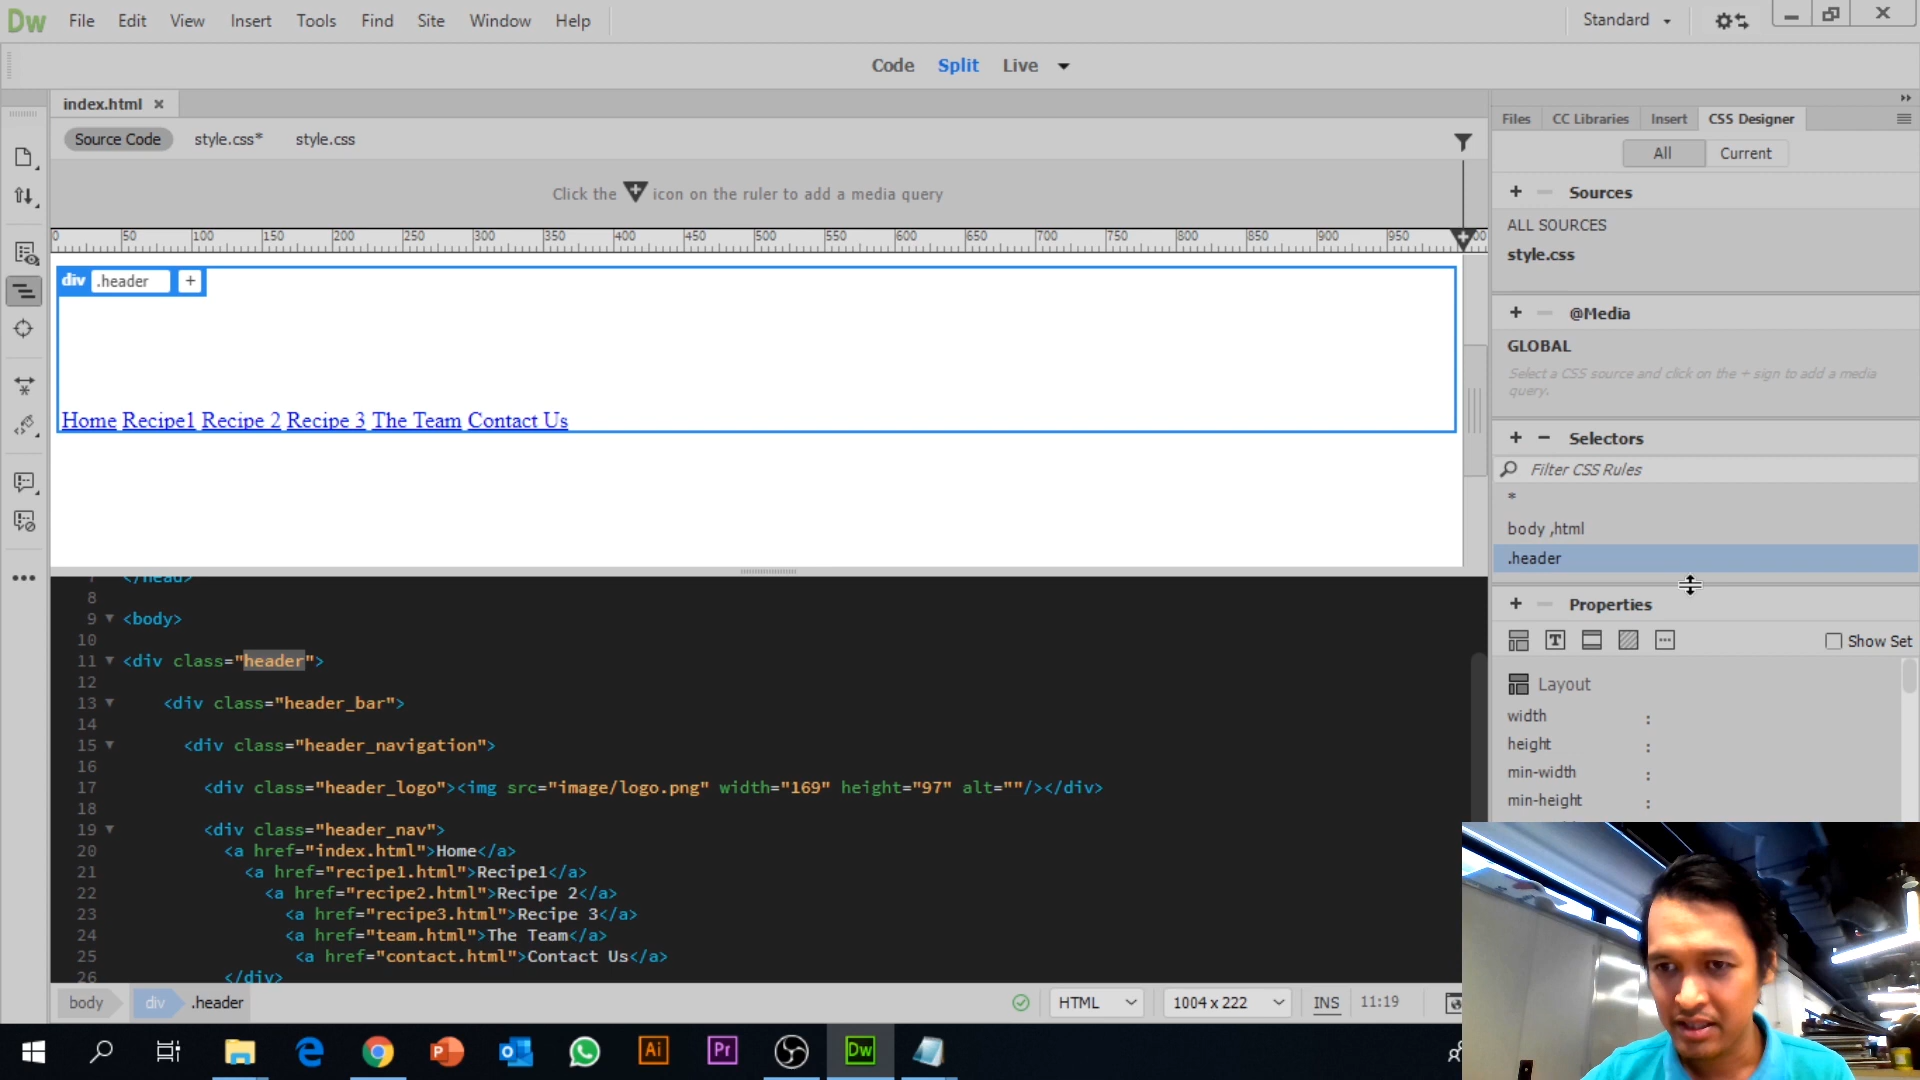 Dw File Edit View Insert Tools Find Site Window Help Standard
Code Split Live
index.html
Source Code style.css* style.css
Click the icon on the ruler to add a media query
0 50 100 150 200 250 300 350 400 450 500 550 600 650 700 750 800 850 900 950
div .header +
Home Recipe1 Recipe 2 Recipe 3 The Team Contact Us
</head>
8
9 <body>
10
11 <div class="header">
12
13 <div class="header_bar">
14
15 <div class="header_navigation">
16
17 <div class="header_logo"><img src="image/logo.png" width="169" height="97" alt=""/></div>
18
19 <div class="header_nav">
20 <a href="index.html">Home</a>
21 <a href="recipe1.html">Recipe1</a>
22 <a href="recipe2.html">Recipe 2</a>
23 <a href="recipe3.html">Recipe 3</a>
24 <a href="team.html">The Team</a>
25 <a href="contact.html">Contact Us</a>
26 </div>
body div .header
HTML 1004 x 222 INS 11:19
Files CC Libraries Insert CSS Designer
All Current
+ Sources
ALL SOURCES
style.css
+ @Media
GLOBAL
Select a CSS source and click on the + sign to add a media
query.
+ − Selectors
Filter CSS Rules
*
body ,html
.header
+ Properties
T Show Set
Layout
width :
height :
min-width :
min-height :
Ai Pr Dw